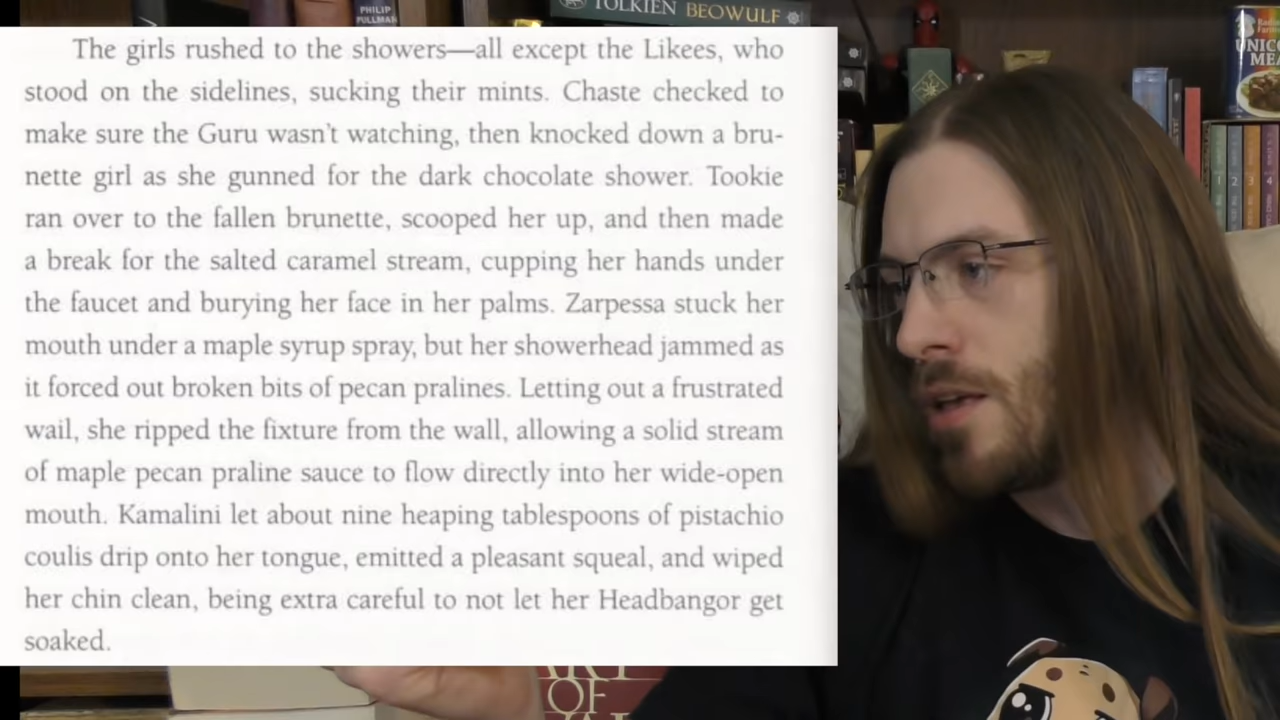 PHILIP
PULLMAN
TOLKIEN BEOWULF
The girls rushed to the showers—all except the Likees, who
stood on the sidelines, sucking their mints. Chaste checked to
make sure the Guru wasn't watching, then knocked down a bru-
nette girl as she gunned for the dark chocolate shower. Tookie
ran over to the fallen brunette, scooped her up, and then made
a break for the salted caramel stream, cupping her hands under
the faucet and burying her face in her palms. Zarpessa stuck her
mouth under a maple syrup spray, but her showerhead jammed as
it forced out broken bits of pecan pralines. Letting out a frustrated
wail, she ripped the fixture from the wall, allowing a solid stream
of maple pecan praline sauce to flow directly into her wide-open
mouth. Kamalini let about nine heaping tablespoons of pistachio
coulis drip onto her tongue, emitted a pleasant squeal, and wiped
her chin clean, being extra careful to not let her Headbangor get
soaked.
1 2 3 4
OF